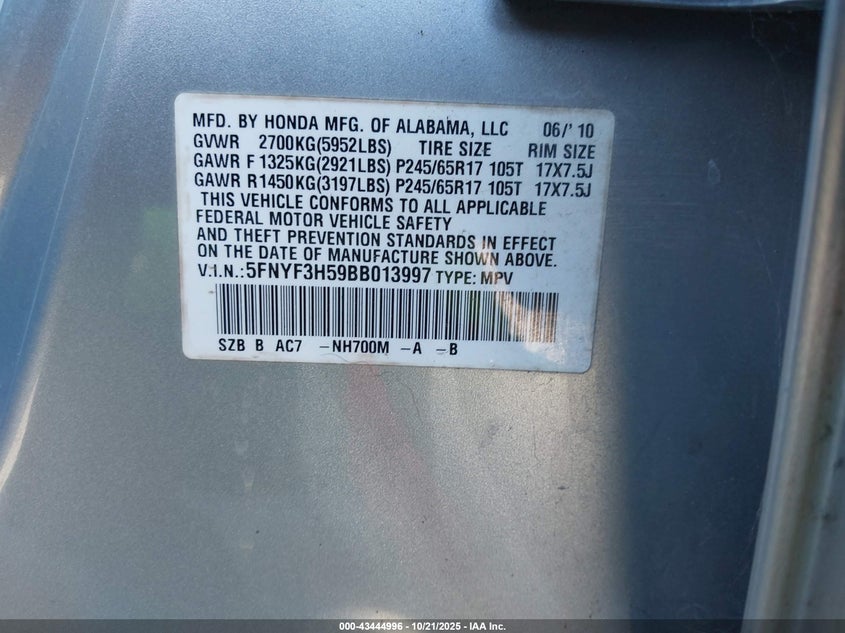 MFD. BY HONDA MFG. OF ALABAMA, LLC 06/' 10
GVWR 2700KG(5952LBS) TIRE SIZE RIM SIZE
GAWR F 1325KG(2921LBS) P245/65R17 105T 17X7.5J
GAWR R1450KG(3197LBS) P245/65R17 105T 17X7.5J
THIS VEHICLE CONFORMS TO ALL APPLICABLE
FEDERAL MOTOR VEHICLE SAFETY
AND THEFT PREVENTION STANDARDS IN EFFECT
ON THE DATE OF MANUFACTURE SHOWN ABOVE.
V.I.N.:5FNYF3H59BB013997 TYPE: MPV
SZB B AC7 -NH700M -A -B
000-43444996 - 10/21/2025 - IAA Inc.